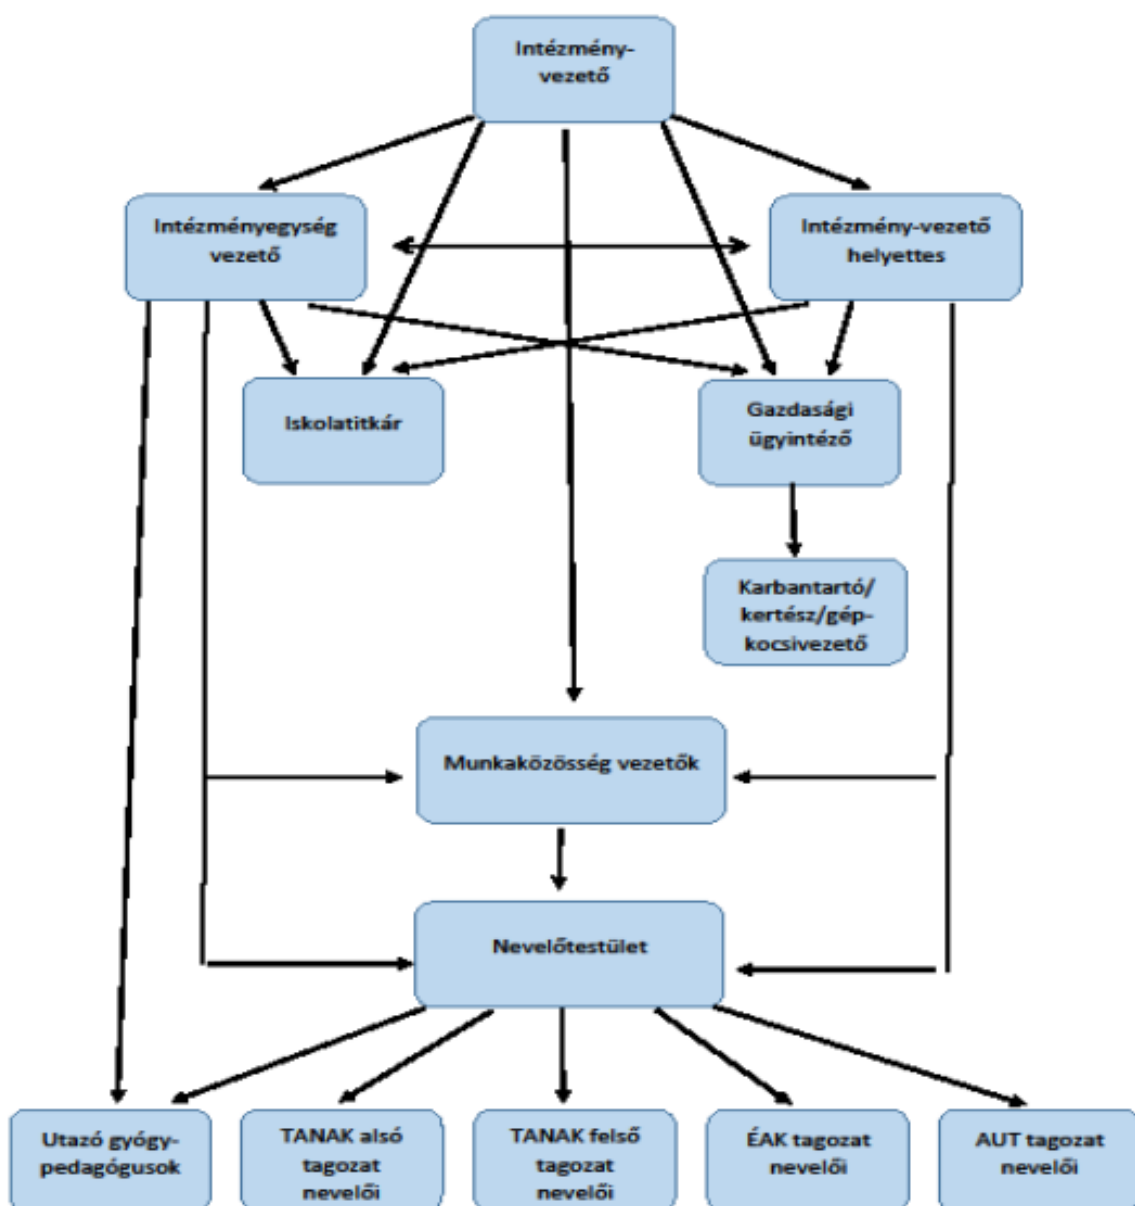 Intézmény-
vezető
Intézményegység
vezető
Intézmény-vezető
helyettes
Iskolatitkár
Gazdasági
ügyintéző
Karbantartó/
kertész/gép-
kocsivezető
Munkaközösség vezetők
Nevelőtestület
Utazó gyógy-
pedagógusok
TANAK alsó
tagozat
nevelői
TANAK felső
tagozat
nevelői
ÉAK tagozat
nevelői
AUT tagozat
nevelői